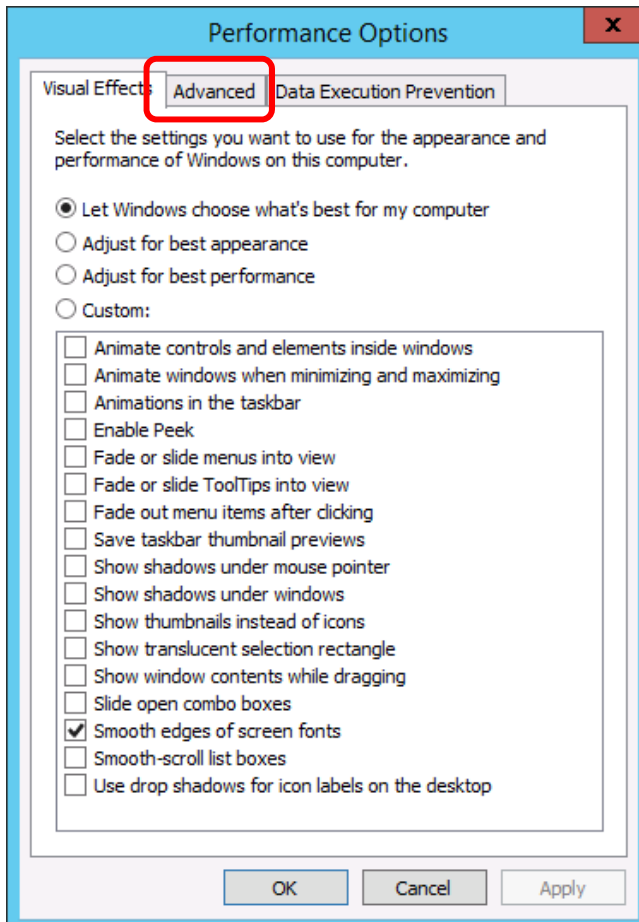 Performance Options
x
Visual Effects
Advanced
Data Execution Prevention
Select the settings you want to use for the appearance and
performance of Windows on this computer.
Let Windows choose what's best for my computer
Adjust for best appearance
Adjust for best performance
Custom:
Animate controls and elements inside windows
Animate windows when minimizing and maximizing
Animations in the taskbar
Enable Peek
Fade or slide menus into view
Fade or slide ToolTips into view
Fade out menu items after clicking
Save taskbar thumbnail previews
Show shadows under mouse pointer
Show shadows under windows
Show thumbnails instead of icons
Show translucent selection rectangle
Show window contents while dragging
Slide open combo boxes
Smooth edges of screen fonts
Smooth-scroll list boxes
Use drop shadows for icon labels on the desktop
OK
Cancel
Apply